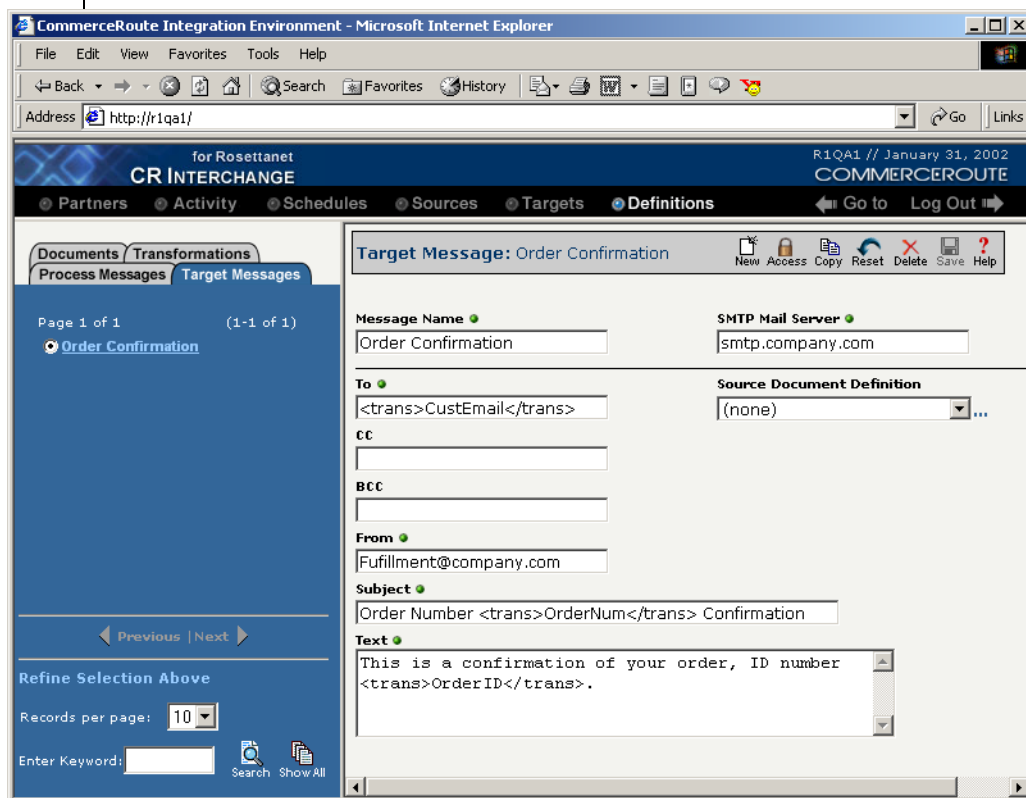 CommerceRoute Integration Environment - Microsoft Internet Explorer
File Edit View Favorites Tools Help
Back Search Favorites History
Address http://r1qa1/ Go Links
for Rosettanet
CR INTERCHANGE
R1QA1 // January 31, 2002
COMMERCEROUTE
Partners Activity Schedules Sources Targets Definitions Go to Log Out
Documents Transformations
Process Messages Target Messages
Page 1 of 1 (1-1 of 1)
Order Confirmation
Previous | Next
Refine Selection Above
Records per page: 10
Enter Keyword: Search Show All
Target Message: Order Confirmation
New Access Copy Reset Delete Save Help
Message Name SMTP Mail Server
Order Confirmation smtp.company.com
To Source Document Definition
<trans>CustEmail</trans> (none) ...
CC
BCC
From
Fufillment@company.com
Subject
Order Number <trans>OrderNum</trans> Confirmation
Text
This is a confirmation of your order, ID number
<trans>OrderID</trans>.